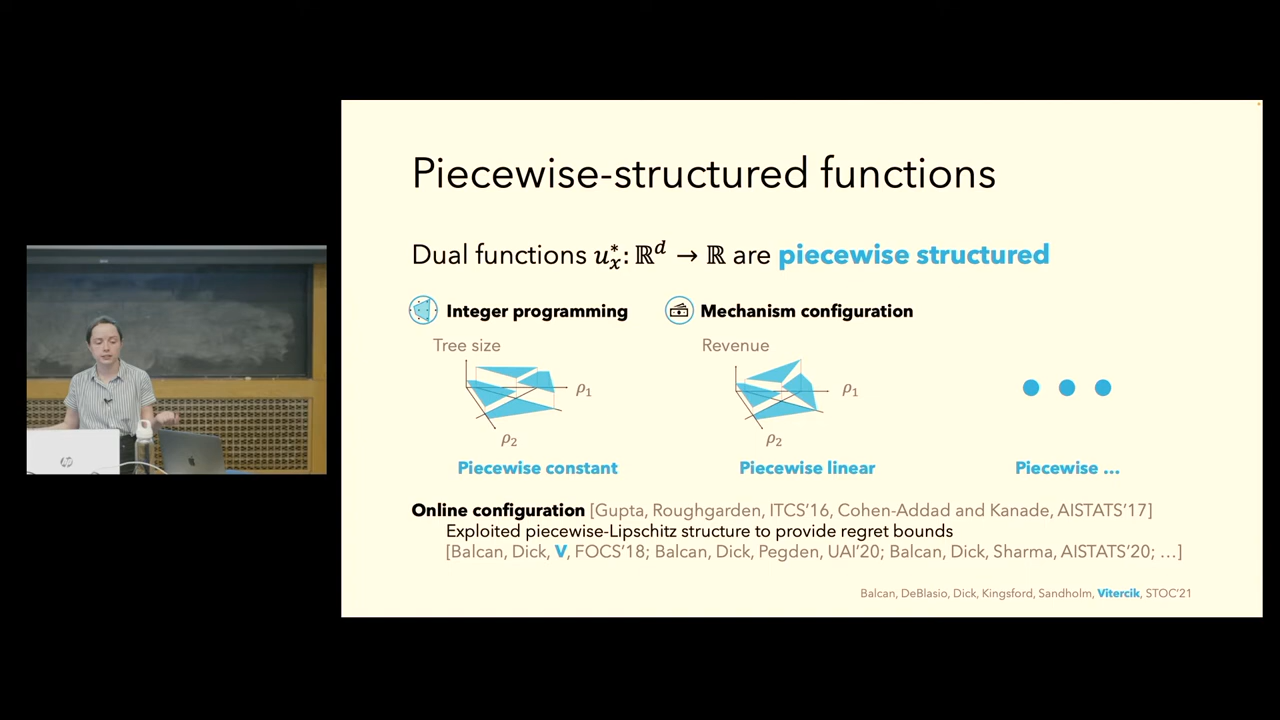 Piecewise-structured functions
Dual functions 𝑢ₓ*: ℝᵈ → ℝ are piecewise structured
Integer programming
Mechanism configuration
Tree size
Revenue
ρ₁
ρ₁
ρ₂
ρ₂
Piecewise constant
Piecewise linear
Piecewise ...
Online configuration [Gupta, Roughgarden, ITCS'16, Cohen-Addad and Kanade, AISTATS'17]
Exploited piecewise-Lipschitz structure to provide regret bounds
[Balcan, Dick, V, FOCS'18; Balcan, Dick, Pegden, UAI'20; Balcan, Dick, Sharma, AISTATS'20; ...]
Balcan, DeBlasio, Dick, Kingsford, Sandholm, Vitercik, STOC'21
hp